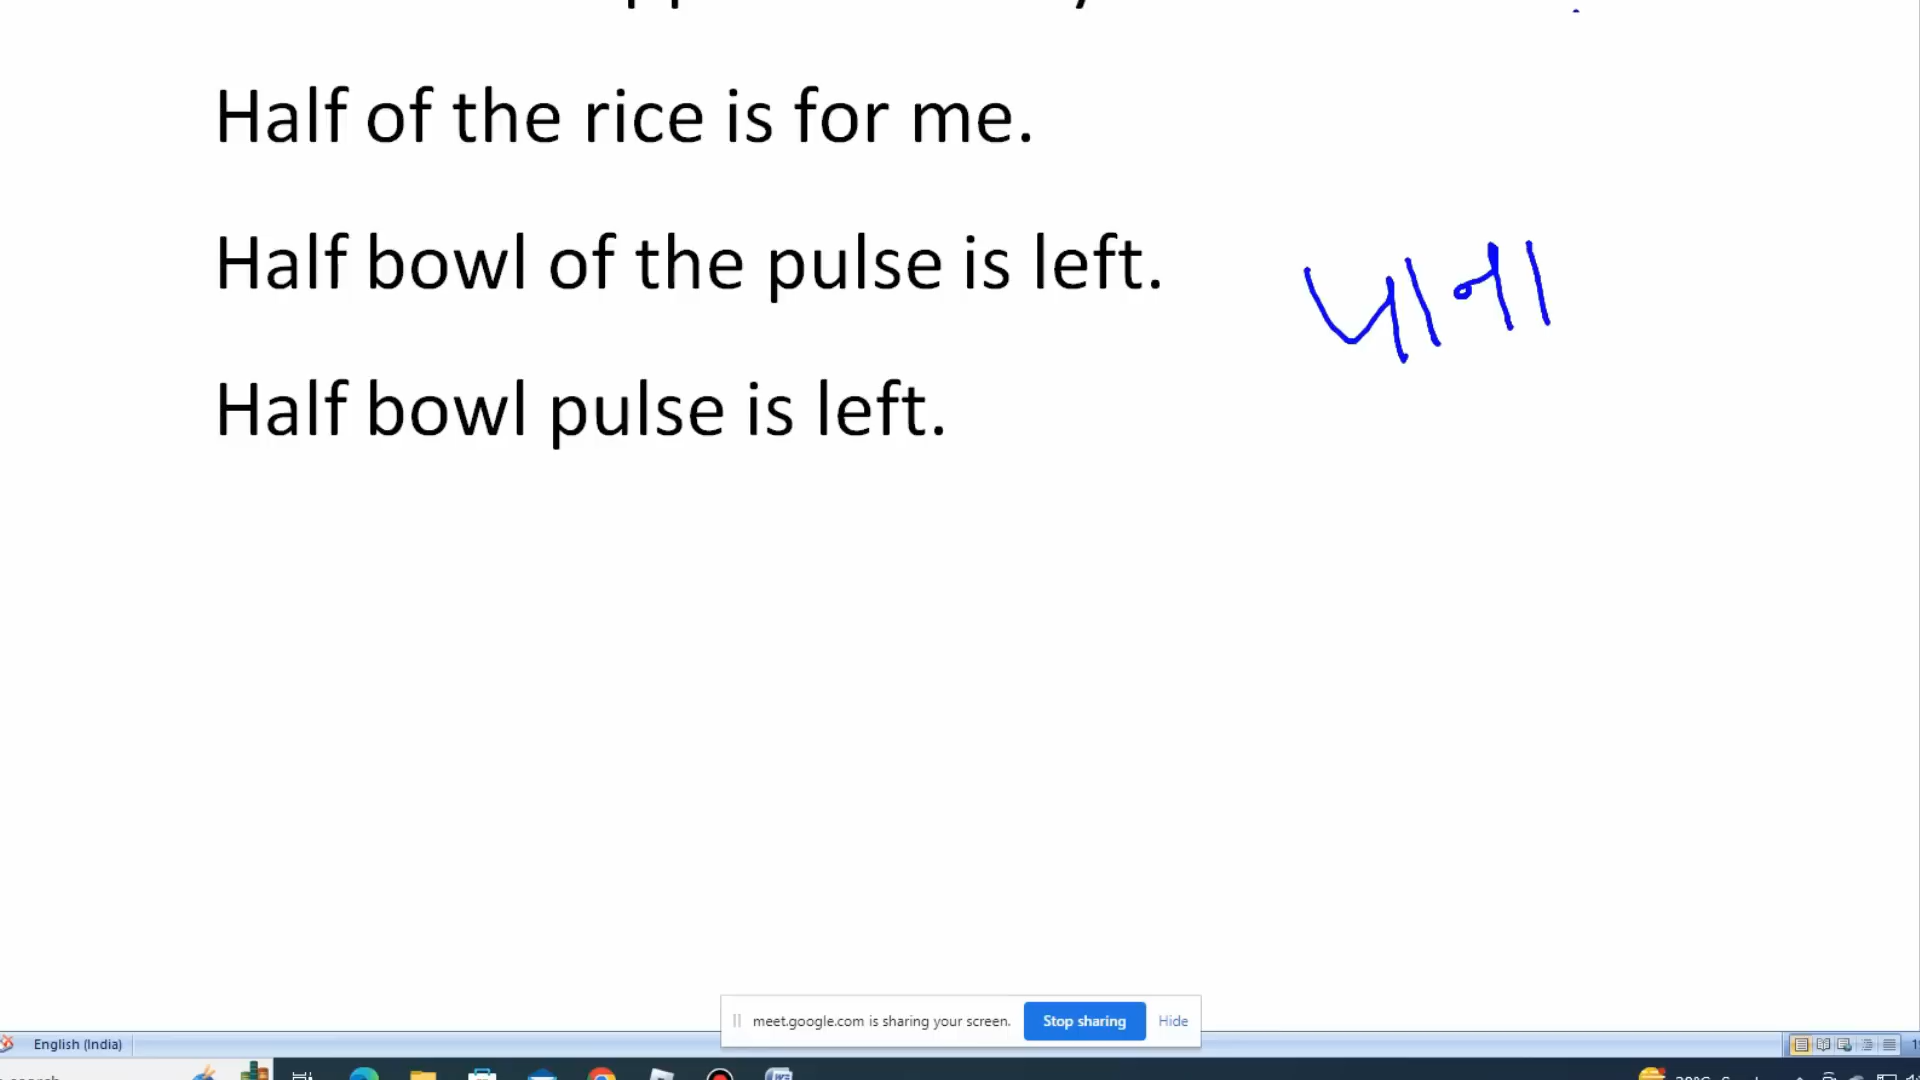 Half of the rice is for me.
Half bowl of the pulse is left.
पाना
Half bowl pulse is left.
meet.google.com is sharing your screen.
Stop sharing
Hide
English (India)